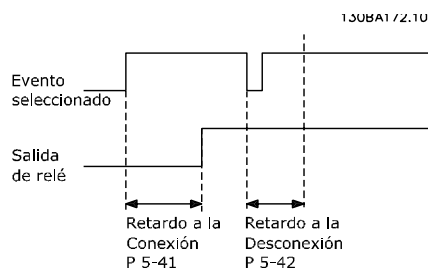 130BA172.10
Evento
seleccionado
Salida
de relé
Retardo a la
Conexión
P 5-41
Retardo a la
Desconexión
P 5-42